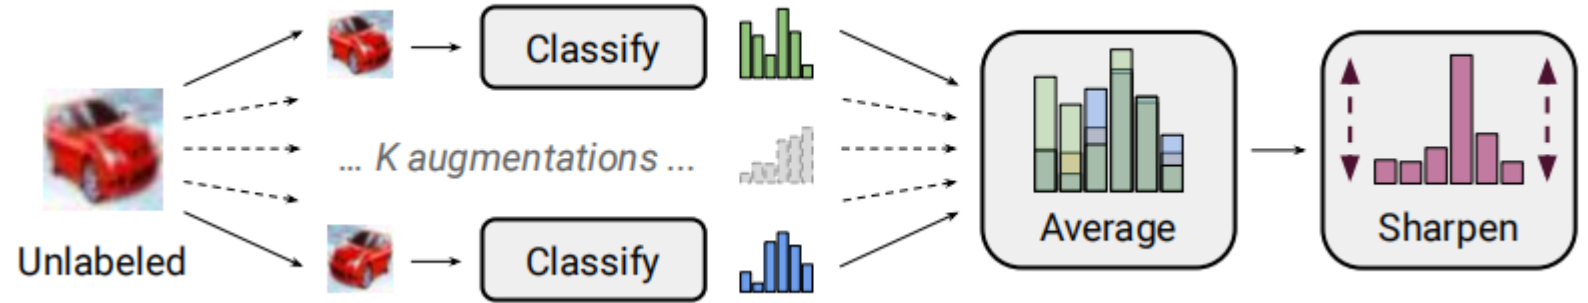 Classify
Unlabeled
... K augmentations ...
Classify
Average
Sharpen